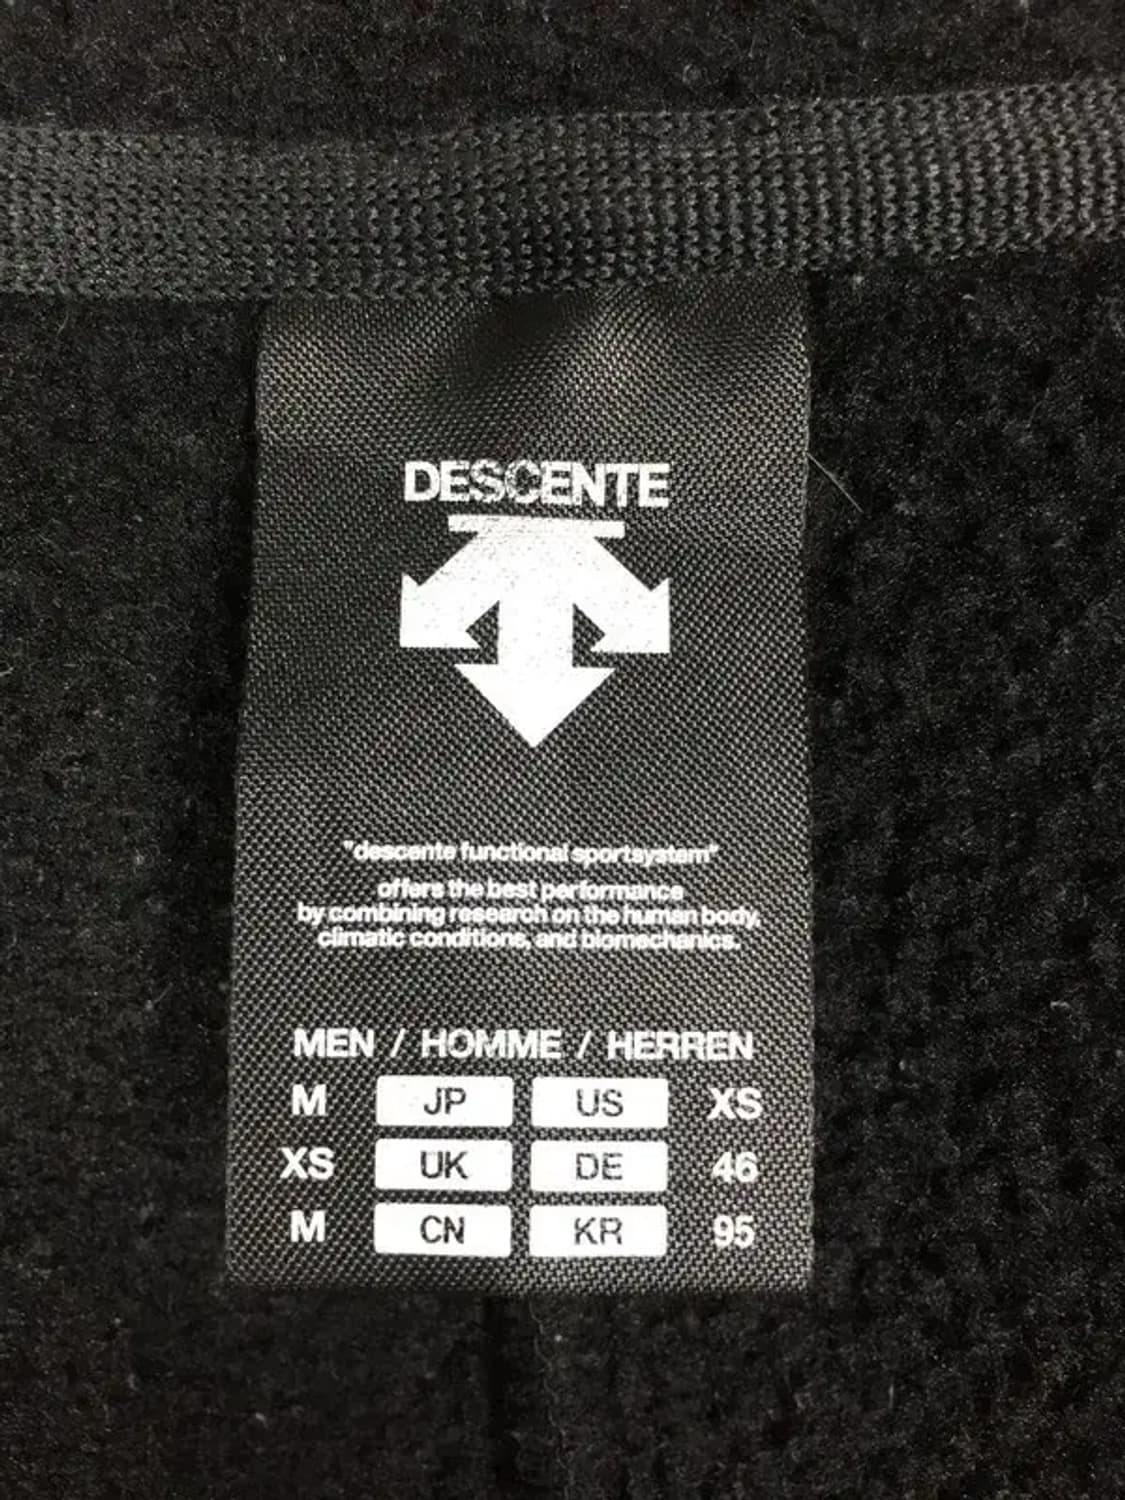 DESCENTE
"descente functional sportsystem"
offers the best performance
by combining research on the human body,
climatic conditions, and biomechanics.
MEN / HOMME / HERREN
M JP US XS
XS UK DE 46
M CN KR 95